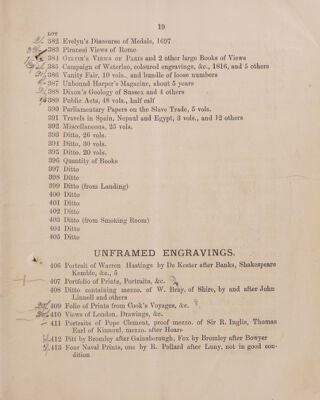 19
382 Evelyn's Discourse of Medals, 1697
383 Piranesi Views of Rome
384 GIRTIN'S VIEWS OF PARIS and 2 other large Books of Views
385 Campaign of Waterloo, coloured engravings, &c., 1816, and 5 others
386 Vanity Fair, 10 vols., and bundle of loose numbers
387 Unbound Harper's Magazine, about 5 years
388 Dixon's Geology of Sussex and 4 others
389 Public Acts, 48 vols., half calf
390 Parliamentary Papers on the Slave Trade, 5 vols.
391 Travels in Spain, Nepaul and Egypt, 3 vols., and 12 others
392 Miscellaneous, 25 vols.
393 Ditto, 26 vols.
394 Ditto, 30 vols.
395 Ditto, 20 vols.
396 Quantity of Books
397 Ditto
398 Ditto
399 Ditto (from Landing)
400 Ditto
401 Ditto
402 Ditto
403 Ditto (from Smoking Room)
404 Ditto
405 Ditto
UNFRAMED ENGRAVINGS.
406 Portrait of Warren Hastings by De Koster after Banks, Shakespeare
Kemble, &c., 5
407 Portfolio of Prints, Portraits, &c.
408 Ditto containing mezzo. of W. Bray, of Shire, by and after John
Linnell and others
409 Folio of Prints from Cook's Voyages, &c.
410 Views of London, Drawings, &c.
411 Portraits of Pope Clement, proof mezzo. of Sir R. Inglis, Thomas
Earl of Kinnoul, mezzo. after Hoare
412 Pitt by Bromley after Gainsborough, Fox by Bromley after Bowyer
413 Four Naval Prints, one by R. Pollard after Luny, not in good con-
dition